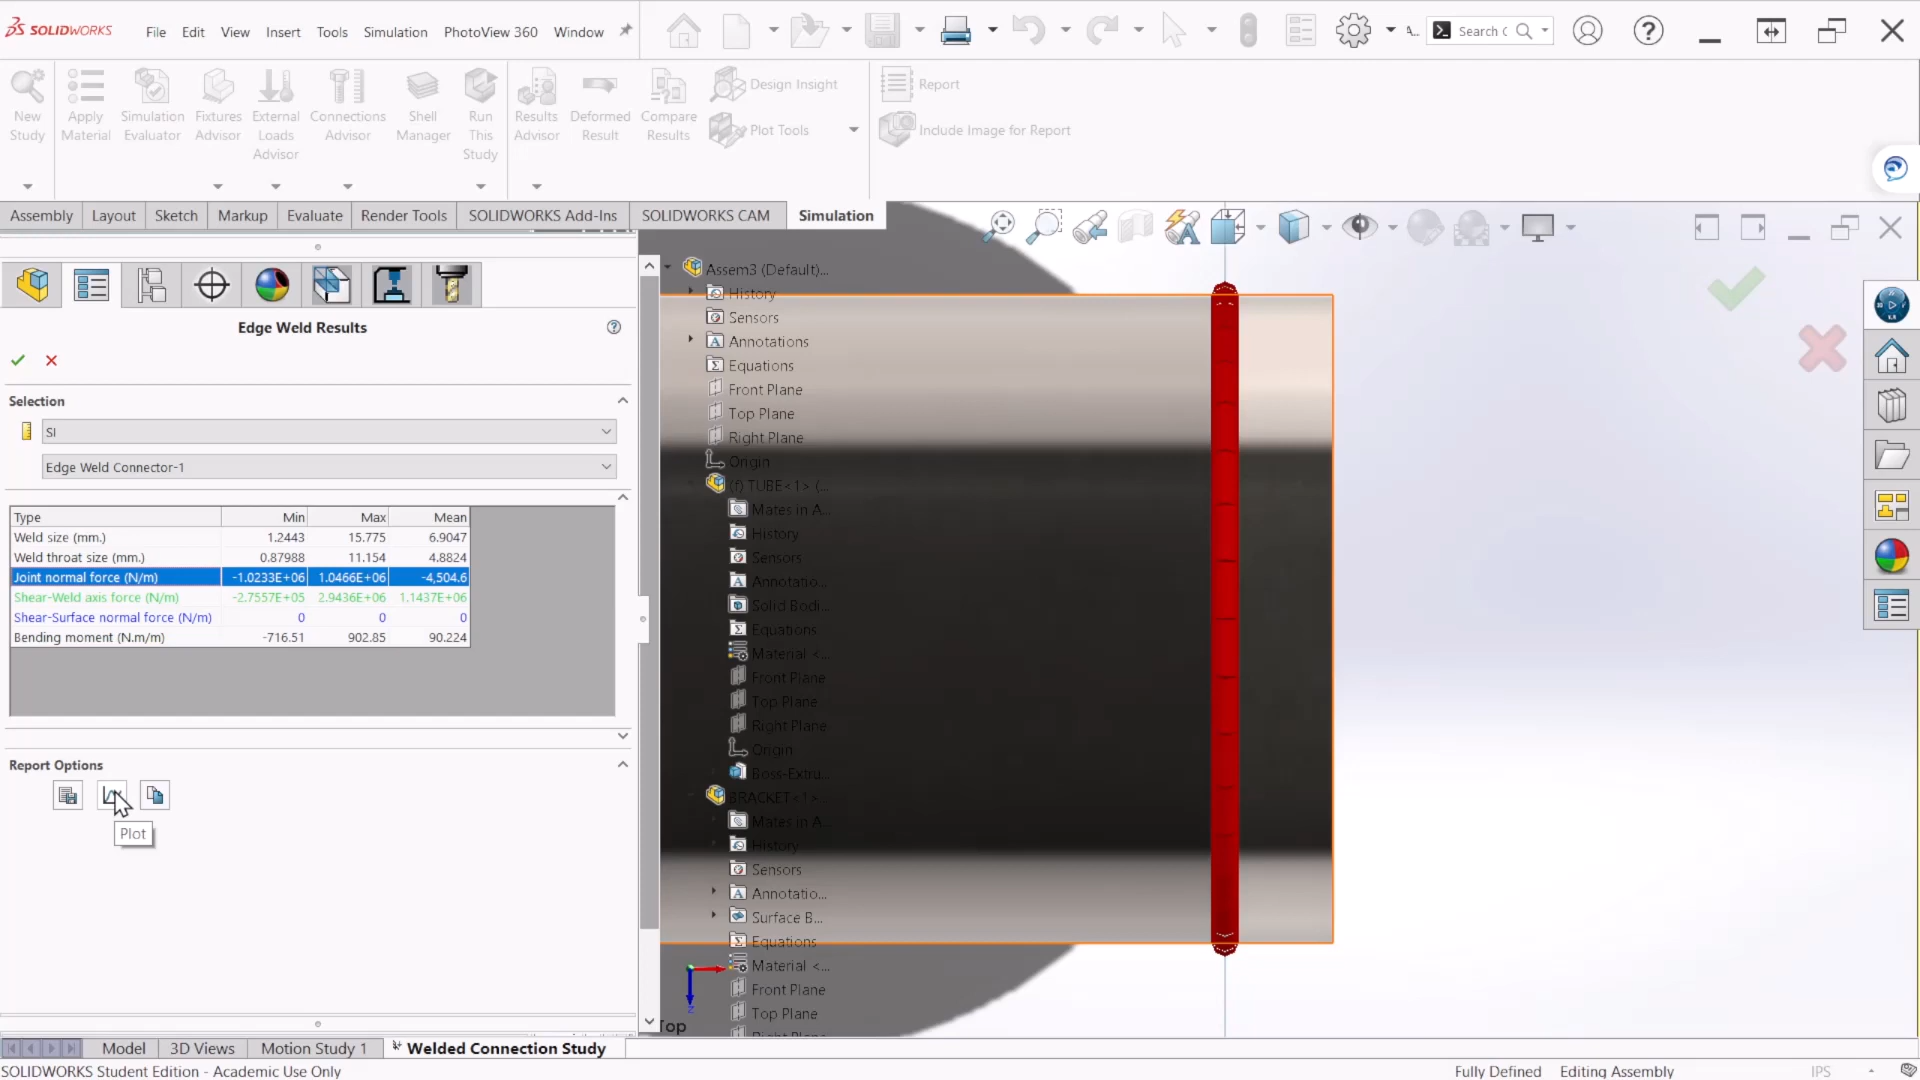 SOLIDWORKS
File Edit View Insert Tools Simulation PhotoView 360 Window
A...
Search C
New Study
Apply Material
Simulation Evaluator
Fixtures Advisor
External Loads Advisor
Connections Advisor
Shell Manager
Run This Study
Results Advisor
Deformed Result
Compare Results
Design Insight
Plot Tools
Report
Include Image for Report
Assembly Layout Sketch Markup Evaluate Render Tools SOLIDWORKS Add-Ins SOLIDWORKS CAM Simulation
Edge Weld Results
Selection
SI
Edge Weld Connector-1
Type Min Max Mean
Weld size (mm.) 1.2443 15.775 6.9047
Weld throat size (mm.) 0.87988 11.154 4.8824
Joint normal force (N/m) -1.0233E+06 1.0466E+06 -4,504.6
Shear-Weld axis force (N/m) -2.7557E+05 2.9436E+06 1.1437E+06
Shear-Surface normal force (N/m) 0 0 0
Bending moment (N.m/m) -716.51 902.85 90.224
Report Options
Plot
Assem3 (Default)...
History
Sensors
Annotations
Equations
Front Plane
Top Plane
Right Plane
Origin
(f) TUBE<1> (...
Mates in A...
History
Sensors
Annotatio...
Solid Bodi...
Equations
Material <...
Front Plane
Top Plane
Right Plane
Origin
Boss-Extru...
BRACKET<1>
Mates in A...
History
Sensors
Annotatio...
Surface B...
Equations
Material <...
Front Plane
Top Plane
Right Plane
Z
Top
Model 3D Views Motion Study 1 Welded Connection Study
SOLIDWORKS Student Edition - Academic Use Only
Fully Defined Editing Assembly IPS